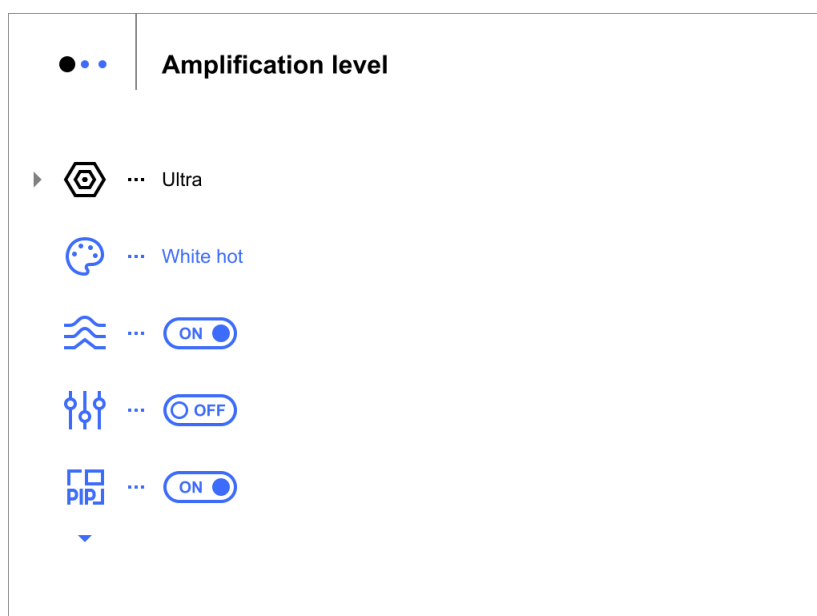 Amplification level
Ultra
White hot
ON
OFF
PIP
ON